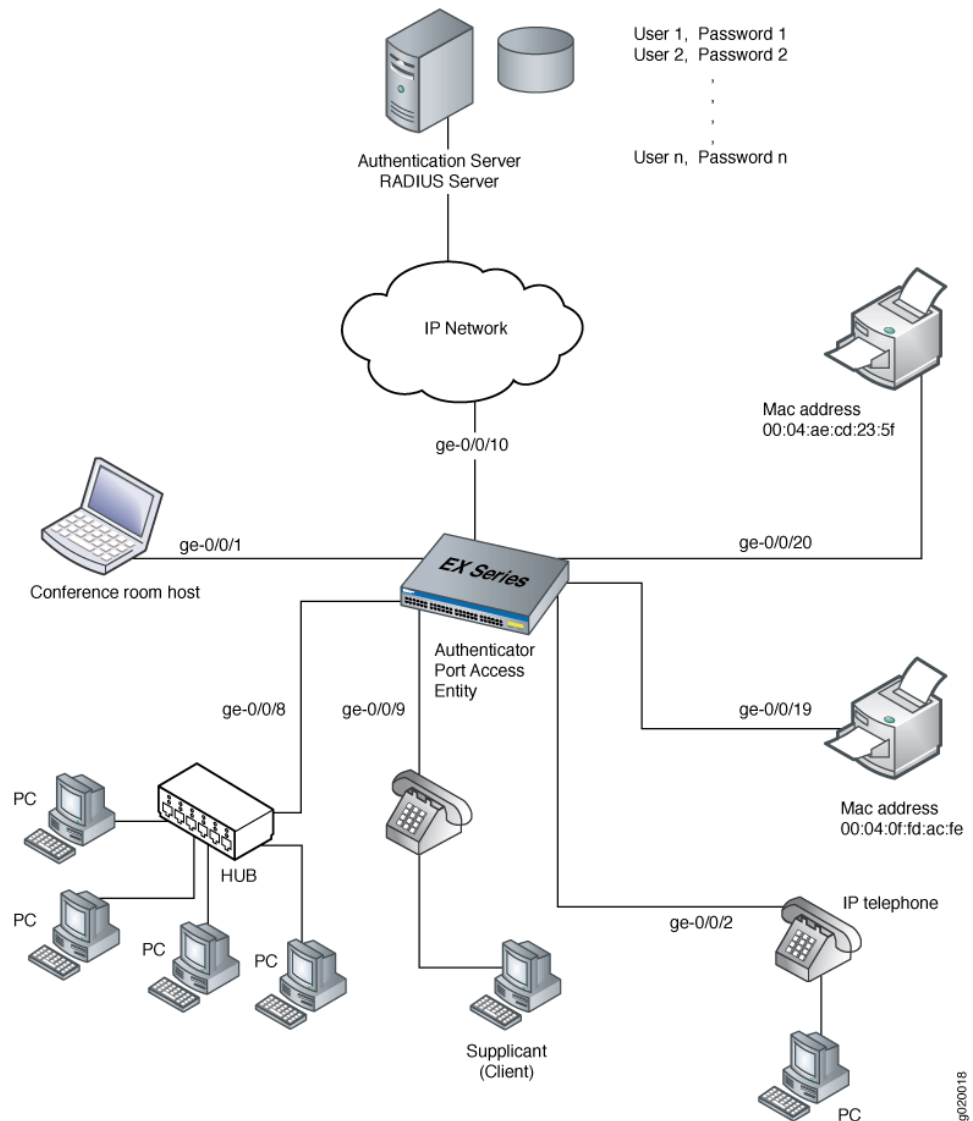 User 1, Password 1
User 2, Password 2
,
,
,
,
User n, Password n
Authentication Server
RADIUS Server
IP Network
Mac address
00:04:ae:cd:23:5f
ge-0/0/10
ge-0/0/1
ge-0/0/20
Conference room host
EX Series
Authenticator
Port Access
Entity
ge-0/0/8
ge-0/0/9
ge-0/0/19
PC
HUB
Mac address
00:04:0f:fd:ac:fe
PC
PC
PC
ge-0/0/2
IP telephone
Supplicant
(Client)
PC
g020018